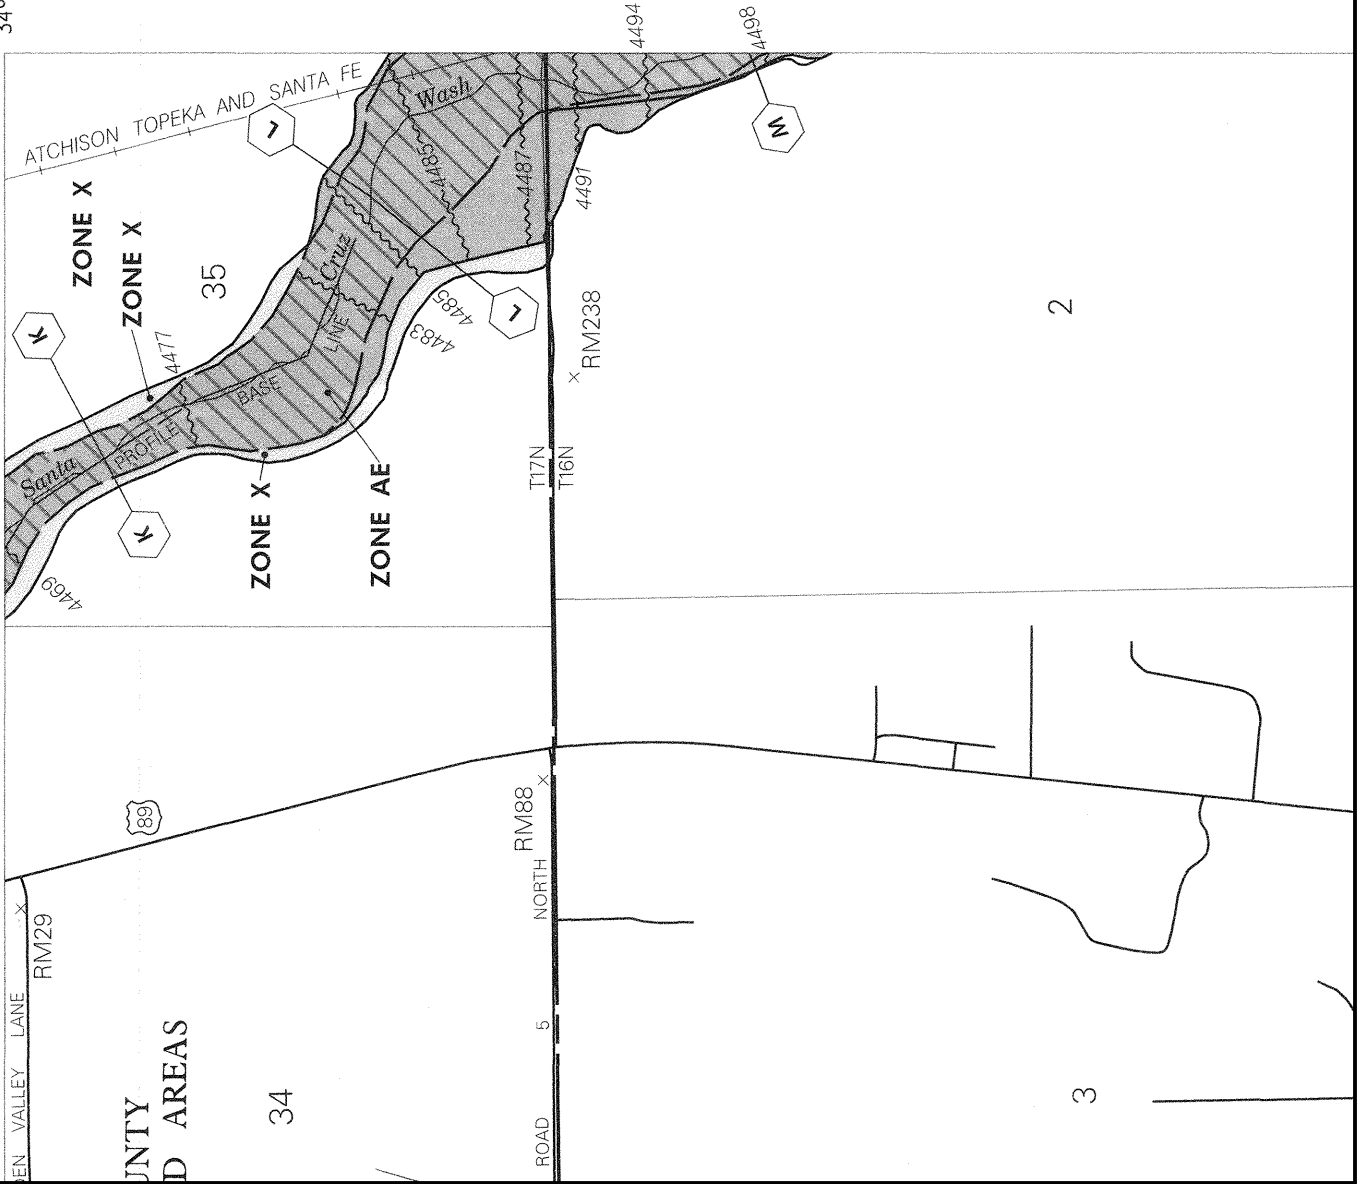 34°
ATCHISON TOPEKA AND SANTA FE
4494
4498
Wash
L
M
4485
4487
4491
ZONE X
ZONE X
35
Cruz
K
4477
LINE
BASE
L
4485
4483
RM238
2
Santa
PROFILE
K
T17N
T16N
ZONE X
ZONE AE
4469
89
RM88
RM29
NORTH
VALLEY LANE
UNTY
D AREAS
34
ROAD 5
3